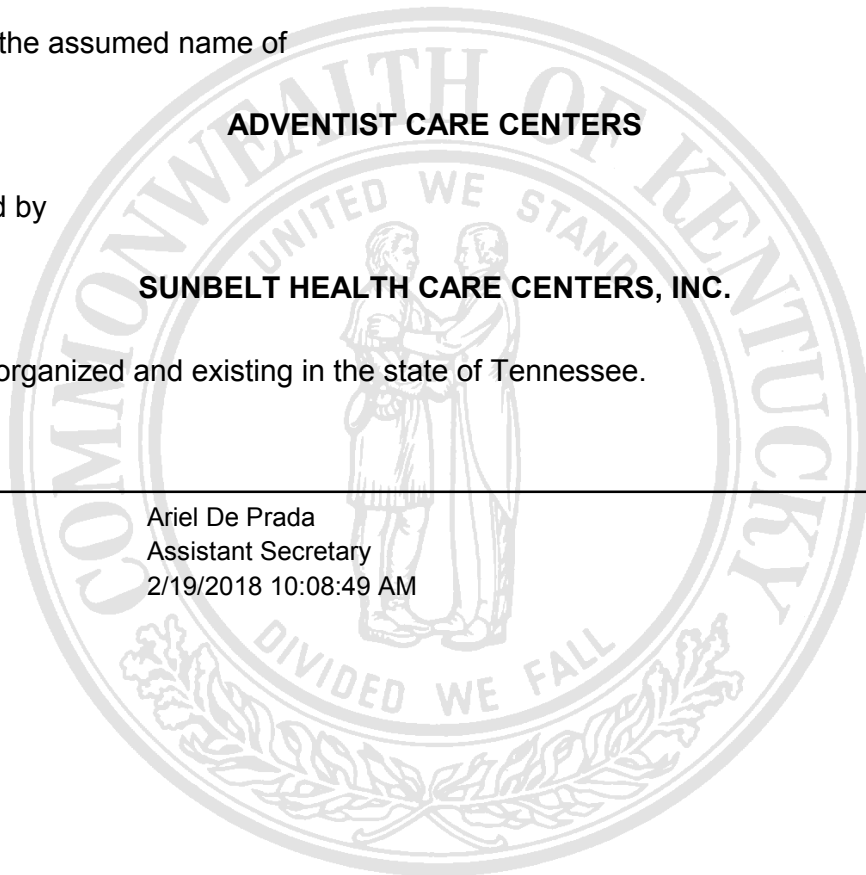 the assumed name of
ADVENTIST CARE CENTERS
d by
SUNBELT HEALTH CARE CENTERS, INC.
organized and existing in the state of Tennessee.
Ariel De Prada
Assistant Secretary
2/19/2018 10:08:49 AM
COMMONWEALTH OF KENTUCKY
UNITED WE STAND
DIVIDED WE FALL